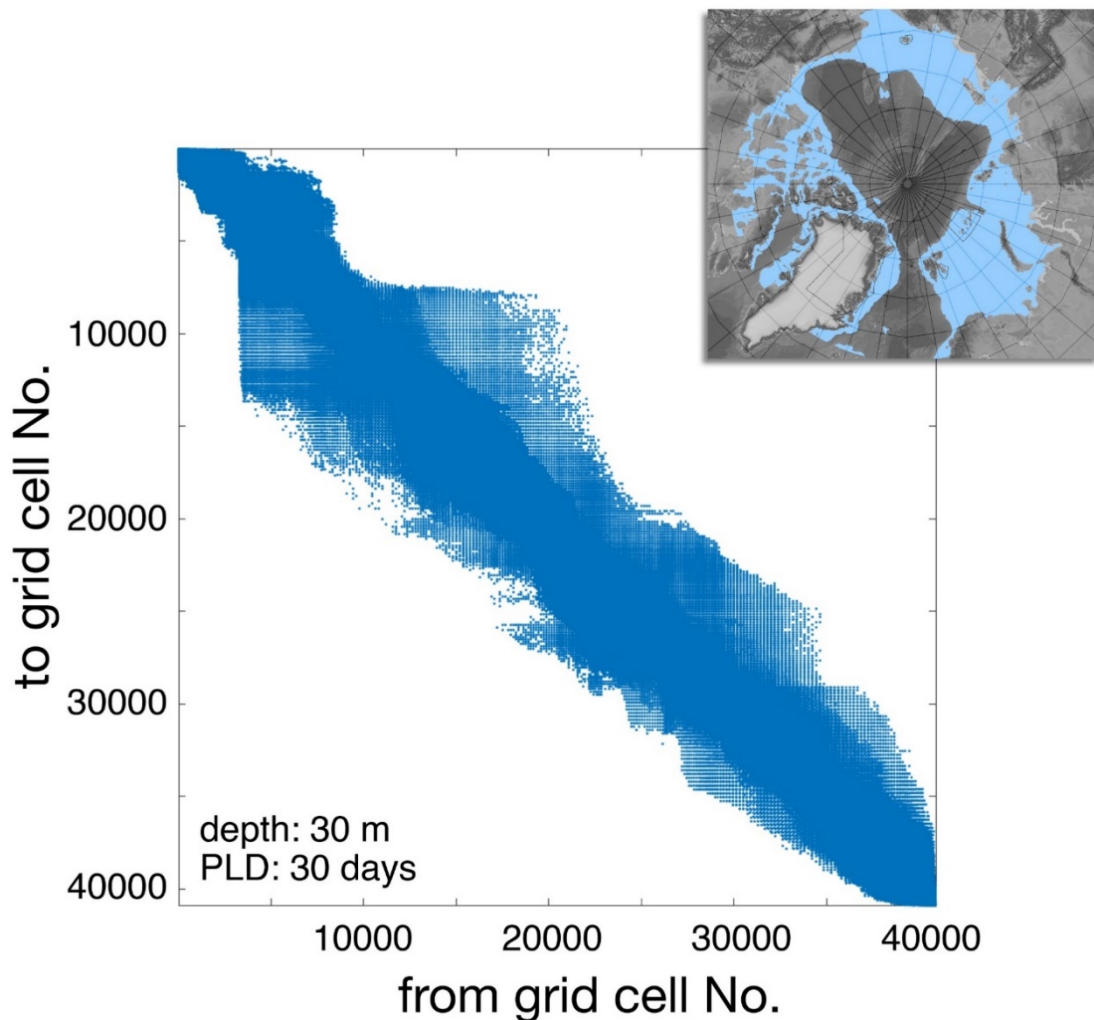 10000
20000
30000
40000
to grid cell No.
depth: 30 m
PLD: 30 days
10000 20000 30000 40000
from grid cell No.